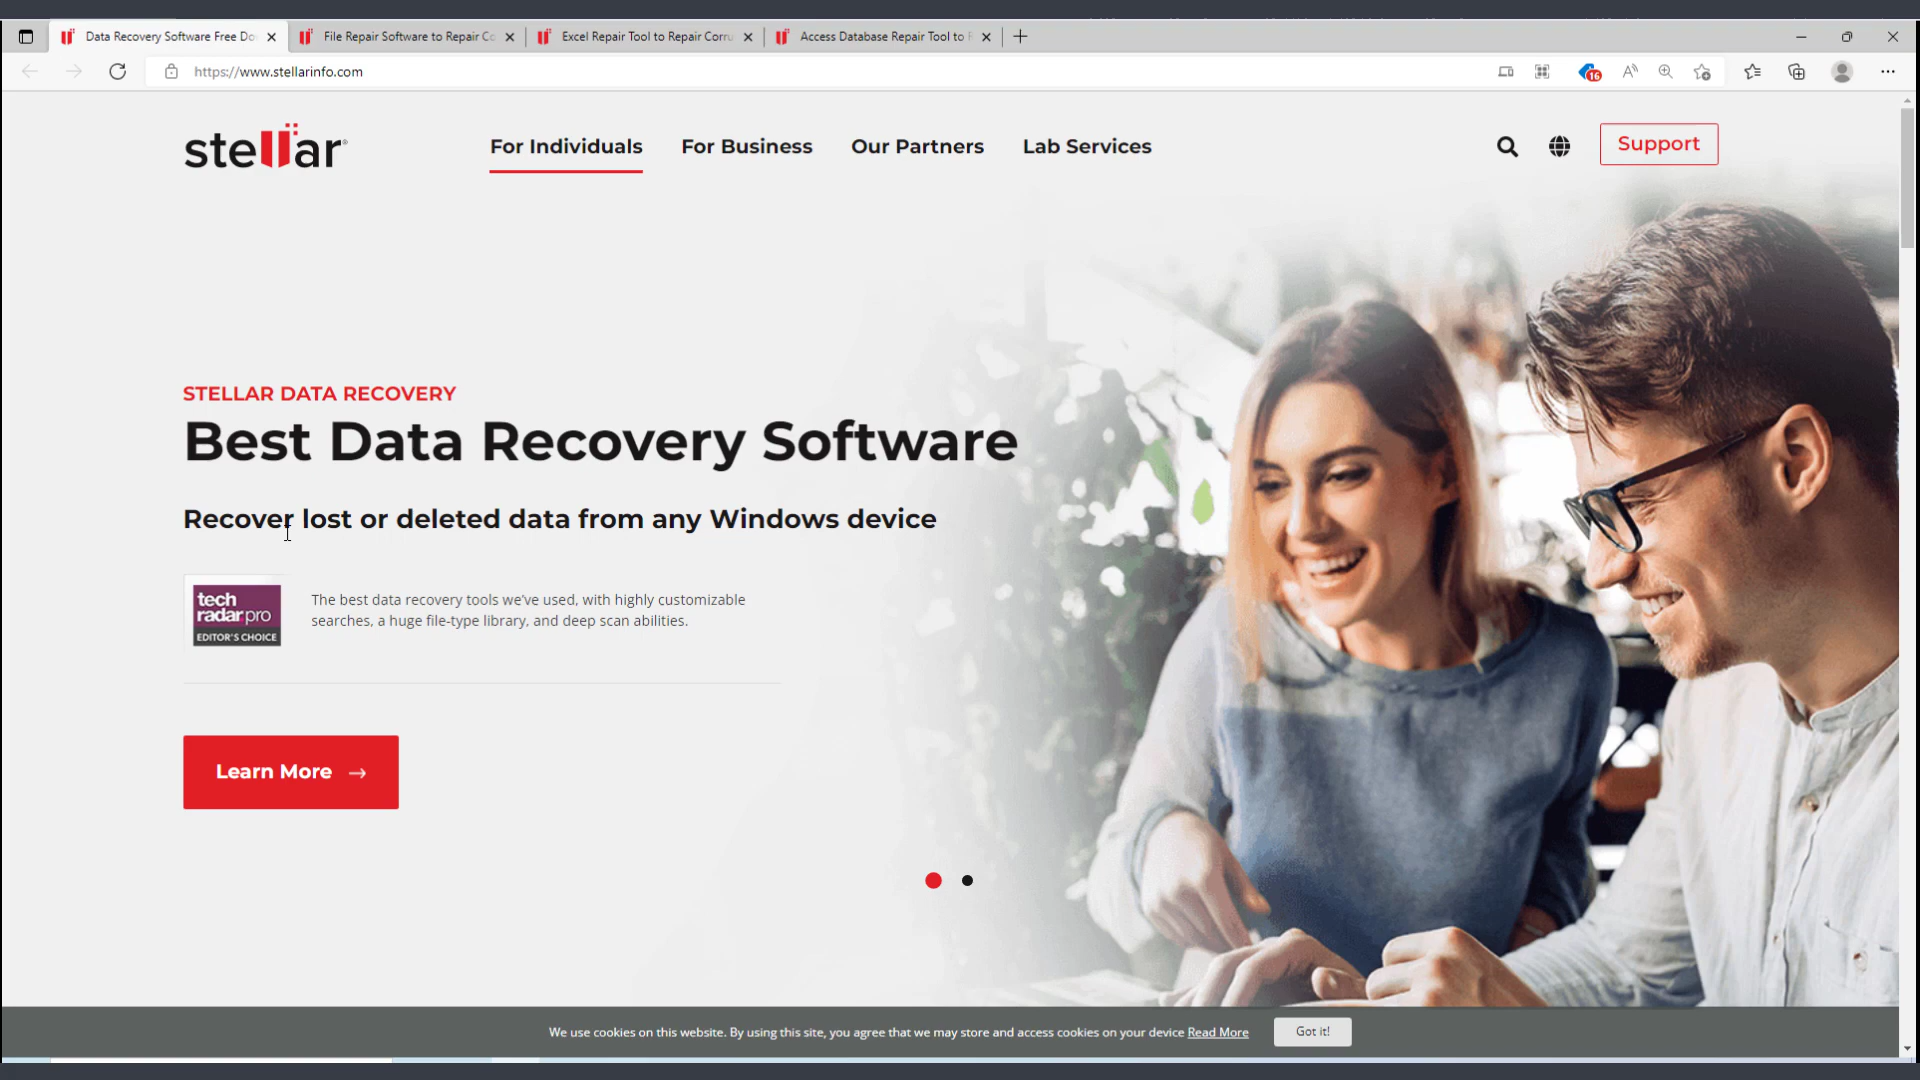 Data Recovery Software Free Do
File Repair Software to Repair Co
Excel Repair Tool to Repair Corru
Access Database Repair Tool to R
https://www.stellarinfo.com
16
stellar
For Individuals
For Business
Our Partners
Lab Services
Support
STELLAR DATA RECOVERY
Best Data Recovery Software
Recover lost or deleted data from any Windows device
tech
radar.pro
EDITOR'S CHOICE
The best data recovery tools we've used, with highly customizable
searches, a huge file-type library, and deep scan abilities.
Learn More →
We use cookies on this website. By using this site, you agree that we may store and access cookies on your device Read More
Got it!